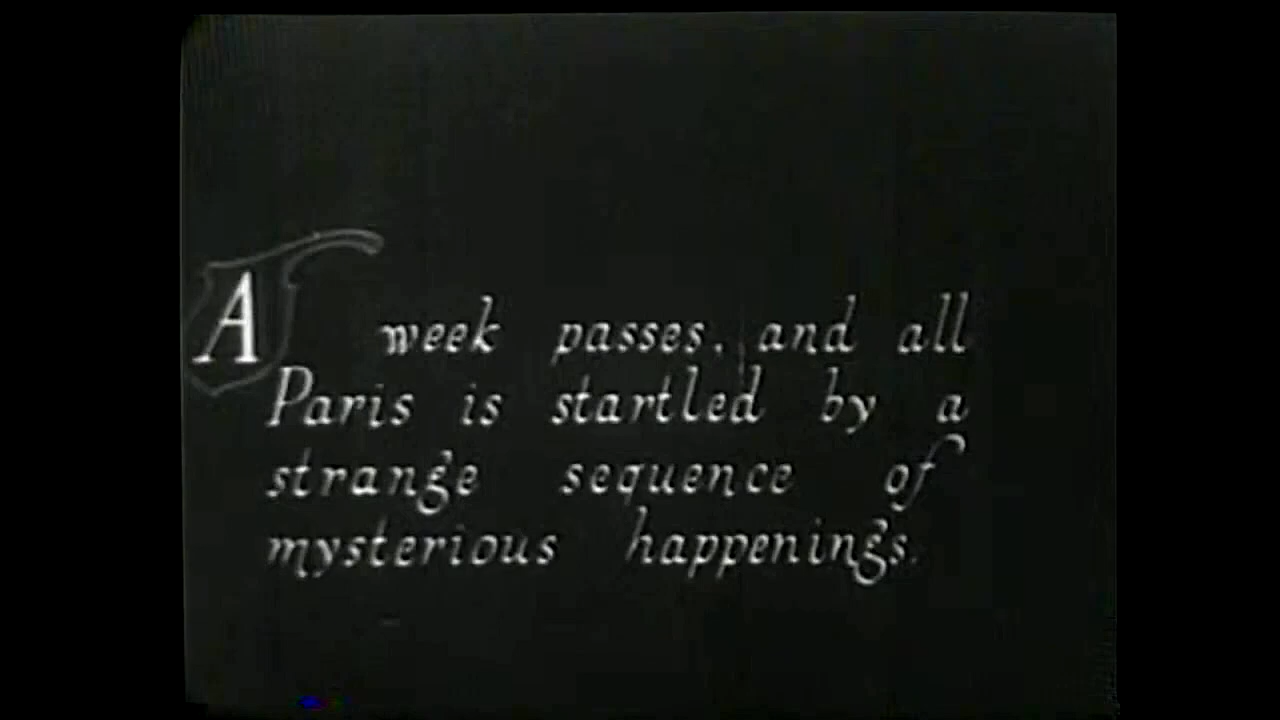 A week passes, and all
Paris is startled by a
strange sequence of
mysterious happenings.